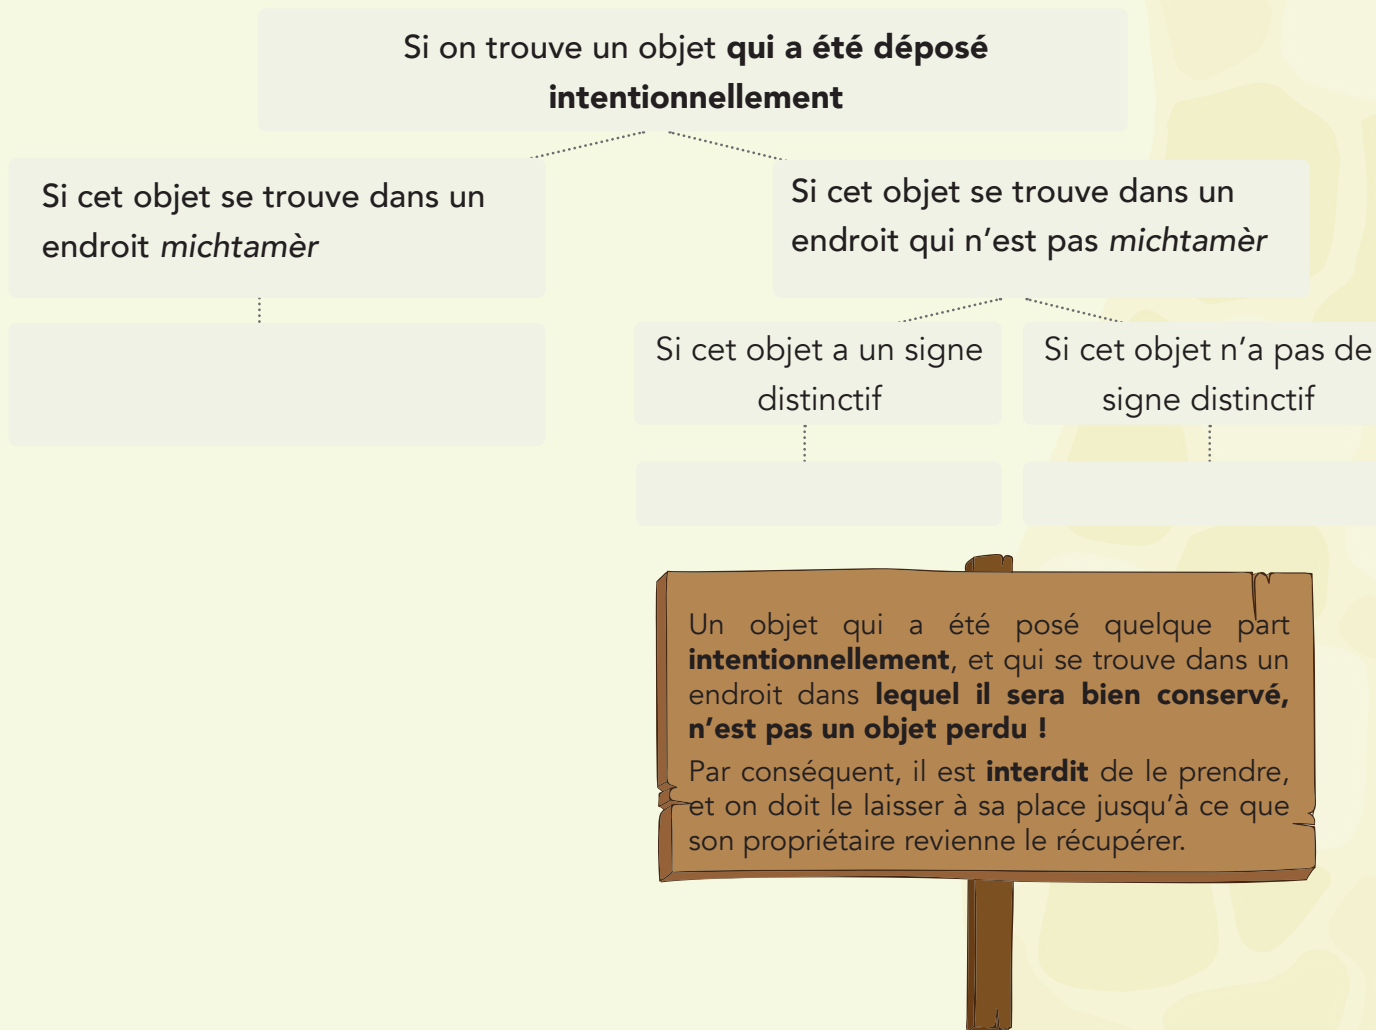 Si on trouve un objet qui a été déposé
intentionnellement
Si cet objet se trouve dans un
endroit michtamèr
Si cet objet se trouve dans un
endroit qui n'est pas michtamèr
Si cet objet a un signe
distinctif
Si cet objet n'a pas de
signe distinctif
Un objet qui a été posé quelque part
intentionnellement, et qui se trouve dans un
endroit dans lequel il sera bien conservé,
n'est pas un objet perdu !
Par conséquent, il est interdit de le prendre,
et on doit le laisser à sa place jusqu'à ce que
son propriétaire revienne le récupérer.